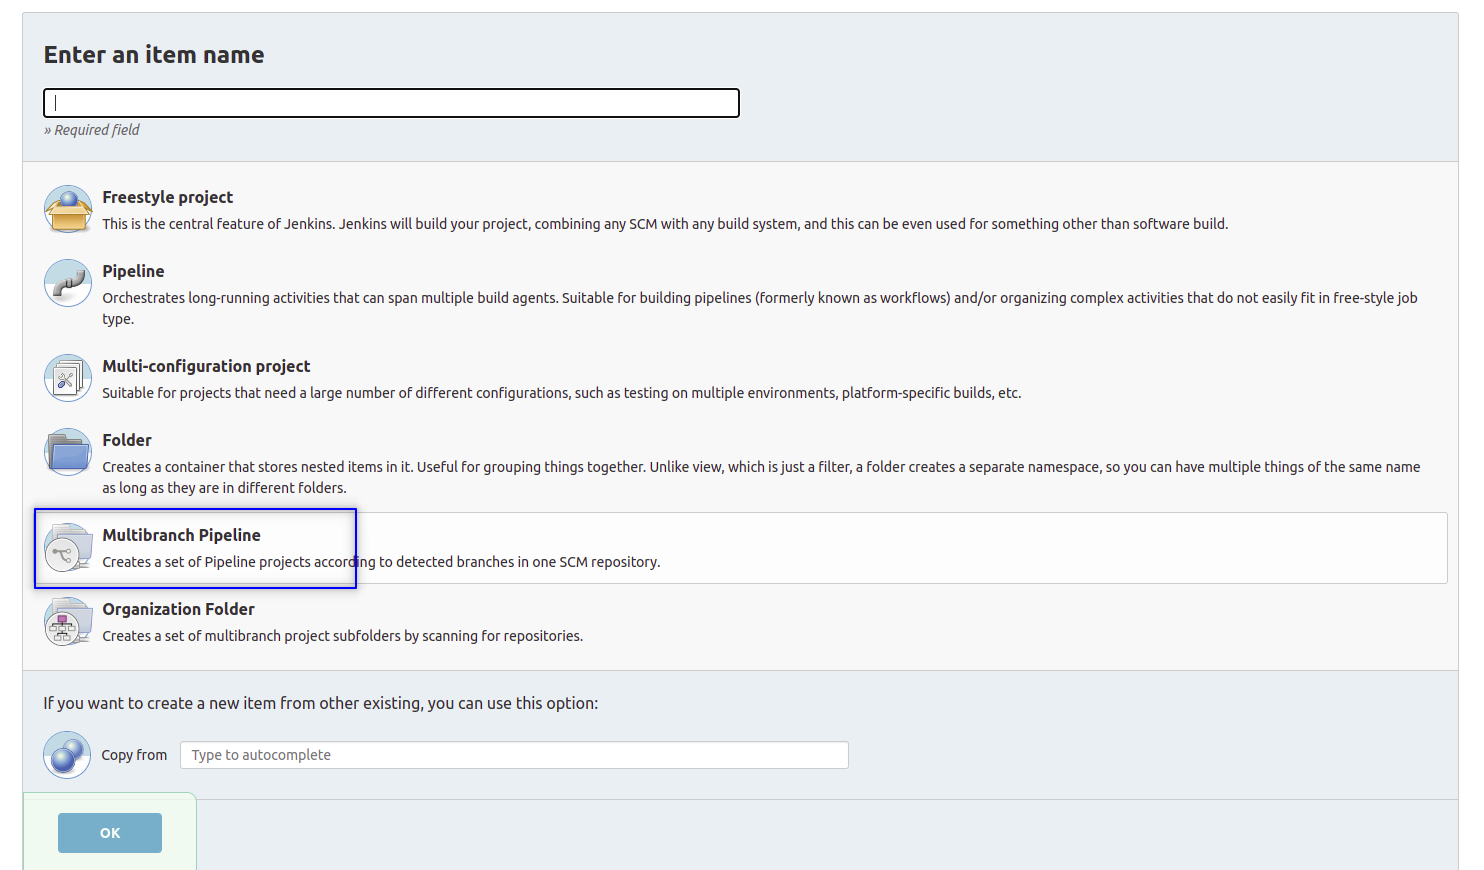 Enter an item name
» Required field
Freestyle project
This is the central feature of Jenkins. Jenkins will build your project, combining any SCM with any build system, and this can be even used for something other than software build.
Pipeline
Orchestrates long-running activities that can span multiple build agents. Suitable for building pipelines (formerly known as workflows) and/or organizing complex activities that do not easily fit in free-style job
type.
Multi-configuration project
Suitable for projects that need a large number of different configurations, such as testing on multiple environments, platform-specific builds, etc.
Folder
Creates a container that stores nested items in it. Useful for grouping things together. Unlike view, which is just a filter, a folder creates a separate namespace, so you can have multiple things of the same name
as long as they are in different folders.
Multibranch Pipeline
Creates a set of Pipeline projects according to detected branches in one SCM repository.
Organization Folder
Creates a set of multibranch project subfolders by scanning for repositories.
If you want to create a new item from other existing, you can use this option:
Copy from Type to autocomplete
OK